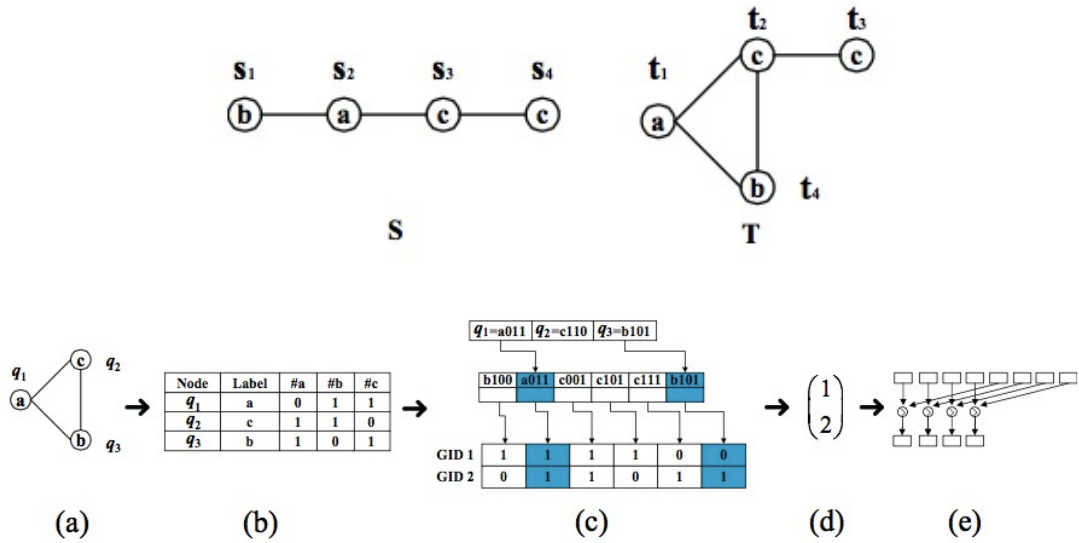 s1 s2 s3 s4
b a c c
S
t1 t2 t3
a c c
b t4
T
q1 a c q2
b q3
Node Label #a #b #c
q1 a 0 1 1
q2 c 1 1 0
q3 b 1 0 1
q1=a011 q2=c110 q3=b101
b100 a011 c001 c101 c111 b101
GID 1 1 1 1 1 0 0
GID 2 0 1 1 0 1 1
1
2
(a) (b) (c) (d) (e)